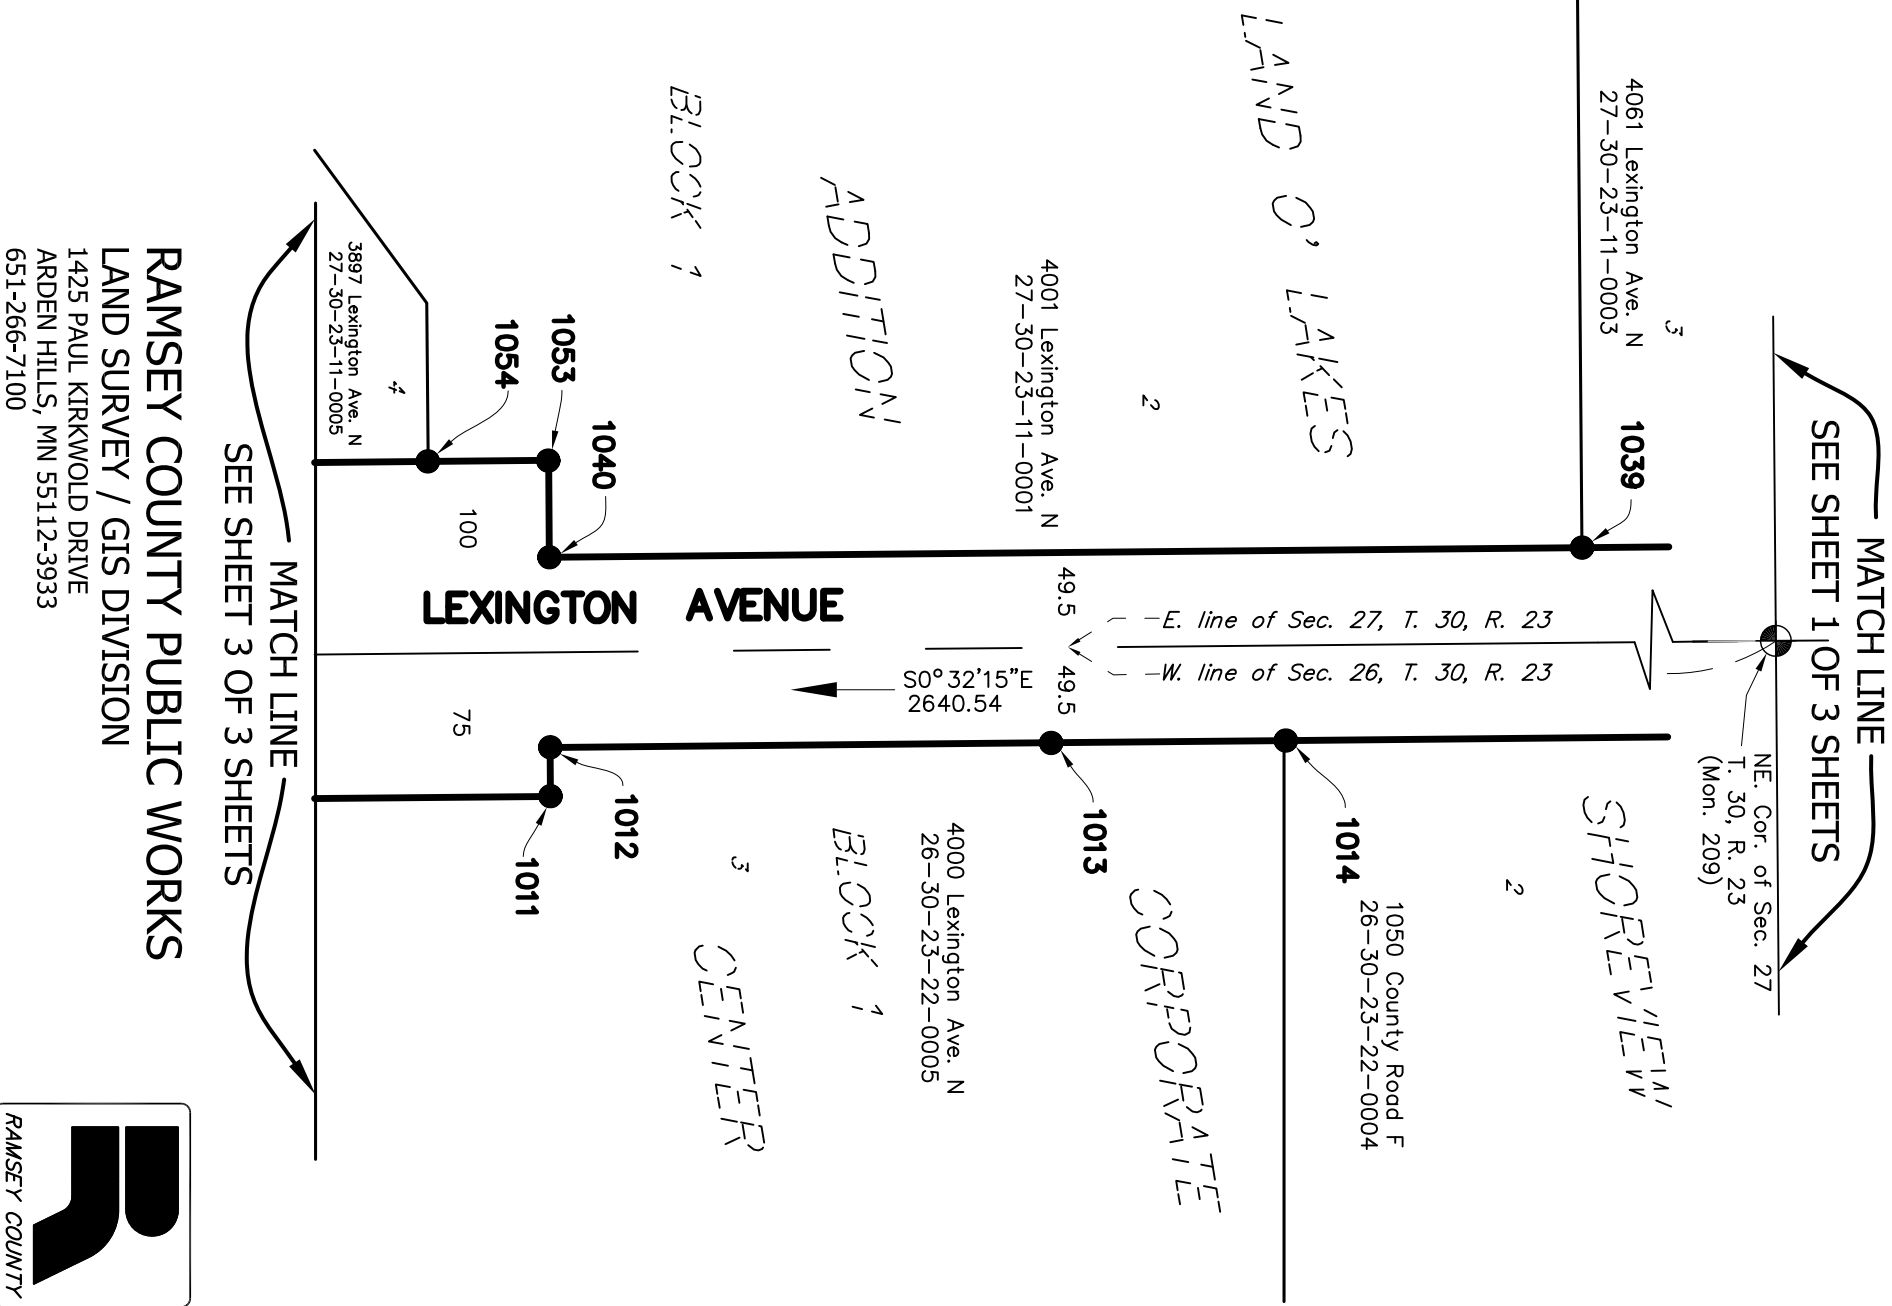 MATCH LINE
SEE SHEET 1 OF 3 SHEETS
NE. Cor. of Sec. 27
T. 30, R. 23
(Mon. 209)
3
4061 Lexington Ave. N
27-30-23-11-0003
1039
SHOREVIEW
2
1050 County Road F
26-30-23-22-0004
1014
E. line of Sec. 27, T. 30, R. 23
W. line of Sec. 26, T. 30, R. 23
LAND O' LAKES
2
CORPORATE
1013
4001 Lexington Ave. N
27-30-23-11-0001
49.5
49.5
S0°32'15"E
2640.54
4000 Lexington Ave. N
26-30-23-22-0005
ADDITION
BLOCK 1
LEXINGTON AVENUE
3
CENTER
BLOCK 1
1040
1053
1054
1012
1011
100
75
4
3897 Lexington Ave. N
27-30-23-11-0005
MATCH LINE
SEE SHEET 3 OF 3 SHEETS
RAMSEY COUNTY PUBLIC WORKS
LAND SURVEY / GIS DIVISION
1425 PAUL KIRKWOLD DRIVE
ARDEN HILLS, MN 55112-3933
651-266-7100
RAMSEY COUNTY